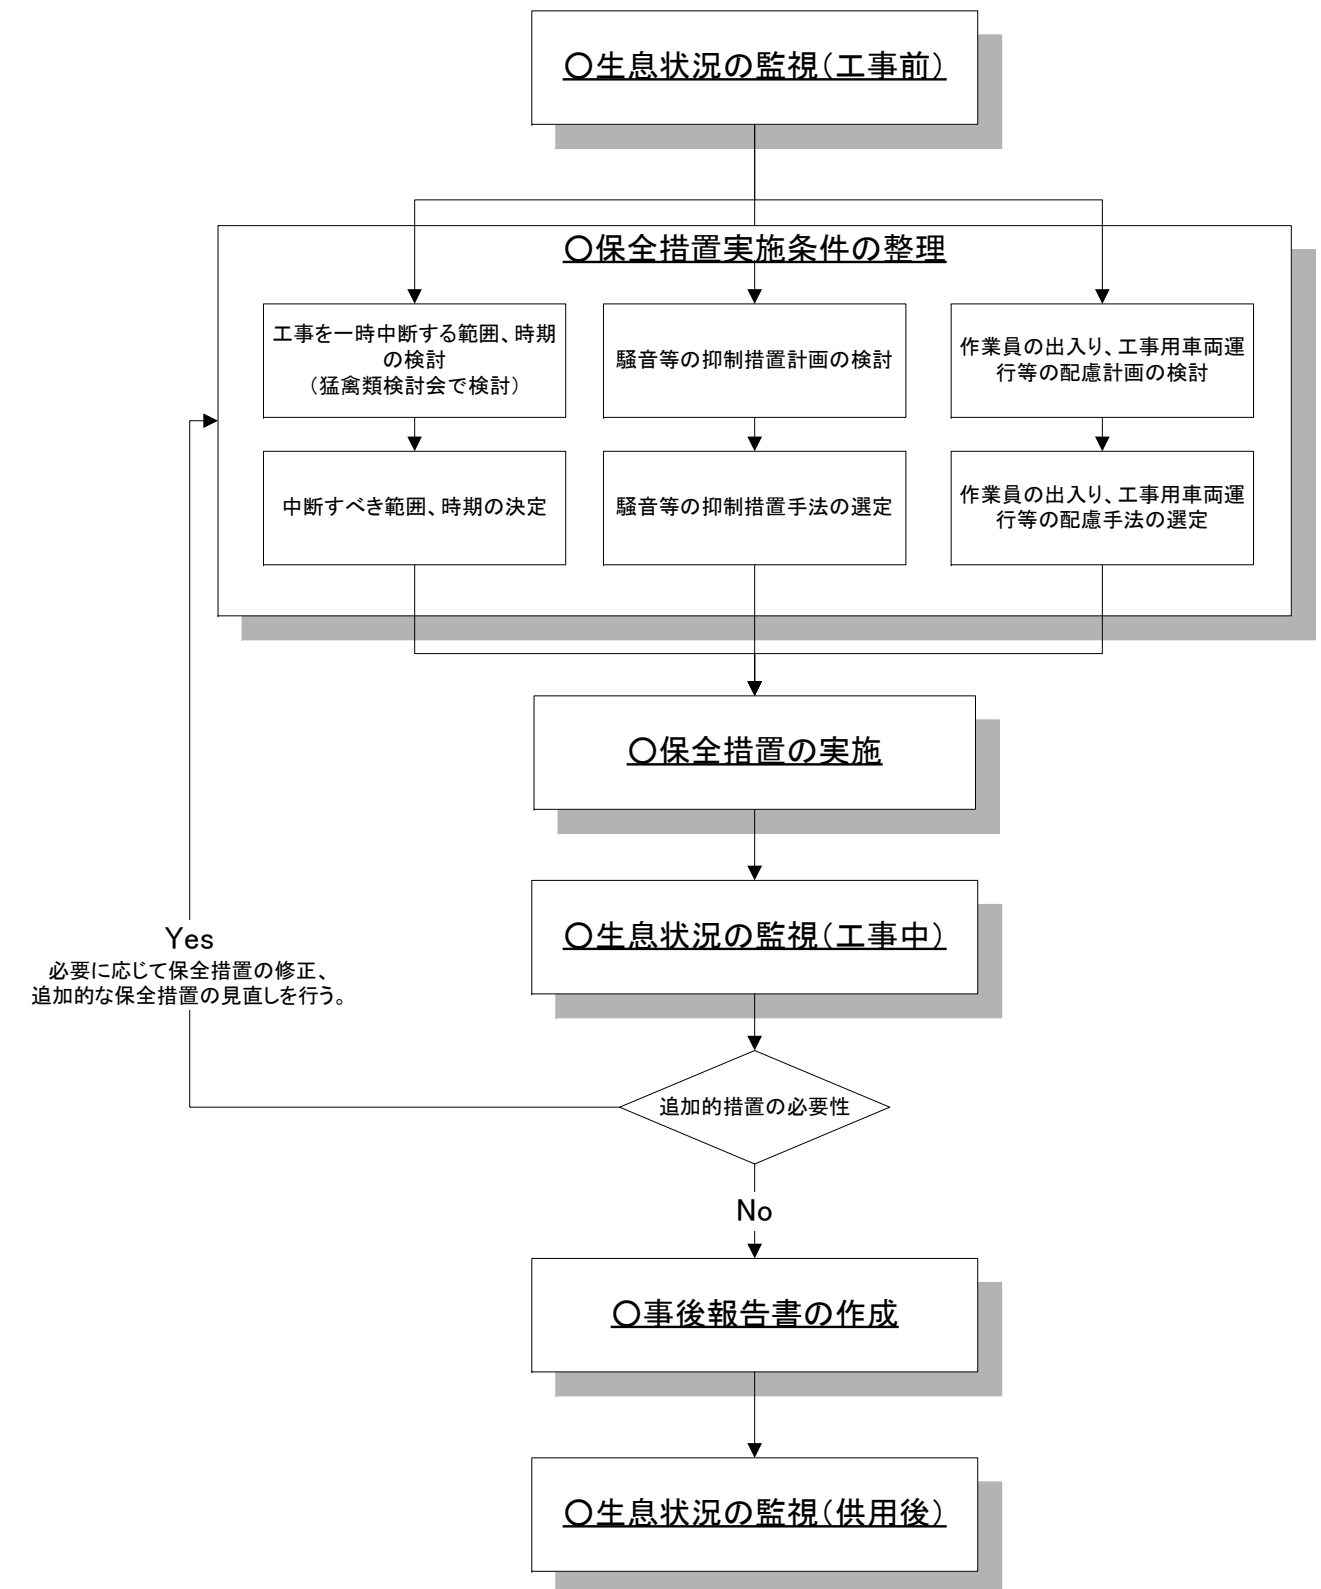 〇生息状況の監視(工事前)
〇保全措置実施条件の整理
工事を一時中断する範囲、時期
の検討
(猛禽類検討会で検討)
騒音等の抑制措置計画の検討
作業員の出入り、工事用車両運
行等の配慮計画の検討
中断すべき範囲、時期の決定
騒音等の抑制措置手法の選定
作業員の出入り、工事用車両運
行等の配慮手法の選定
〇保全措置の実施
〇生息状況の監視(工事中)
Yes
必要に応じて保全措置の修正、
追加的な保全措置の見直しを行う。
追加的措置の必要性
No
〇事後報告書の作成
〇生息状況の監視(供用後)